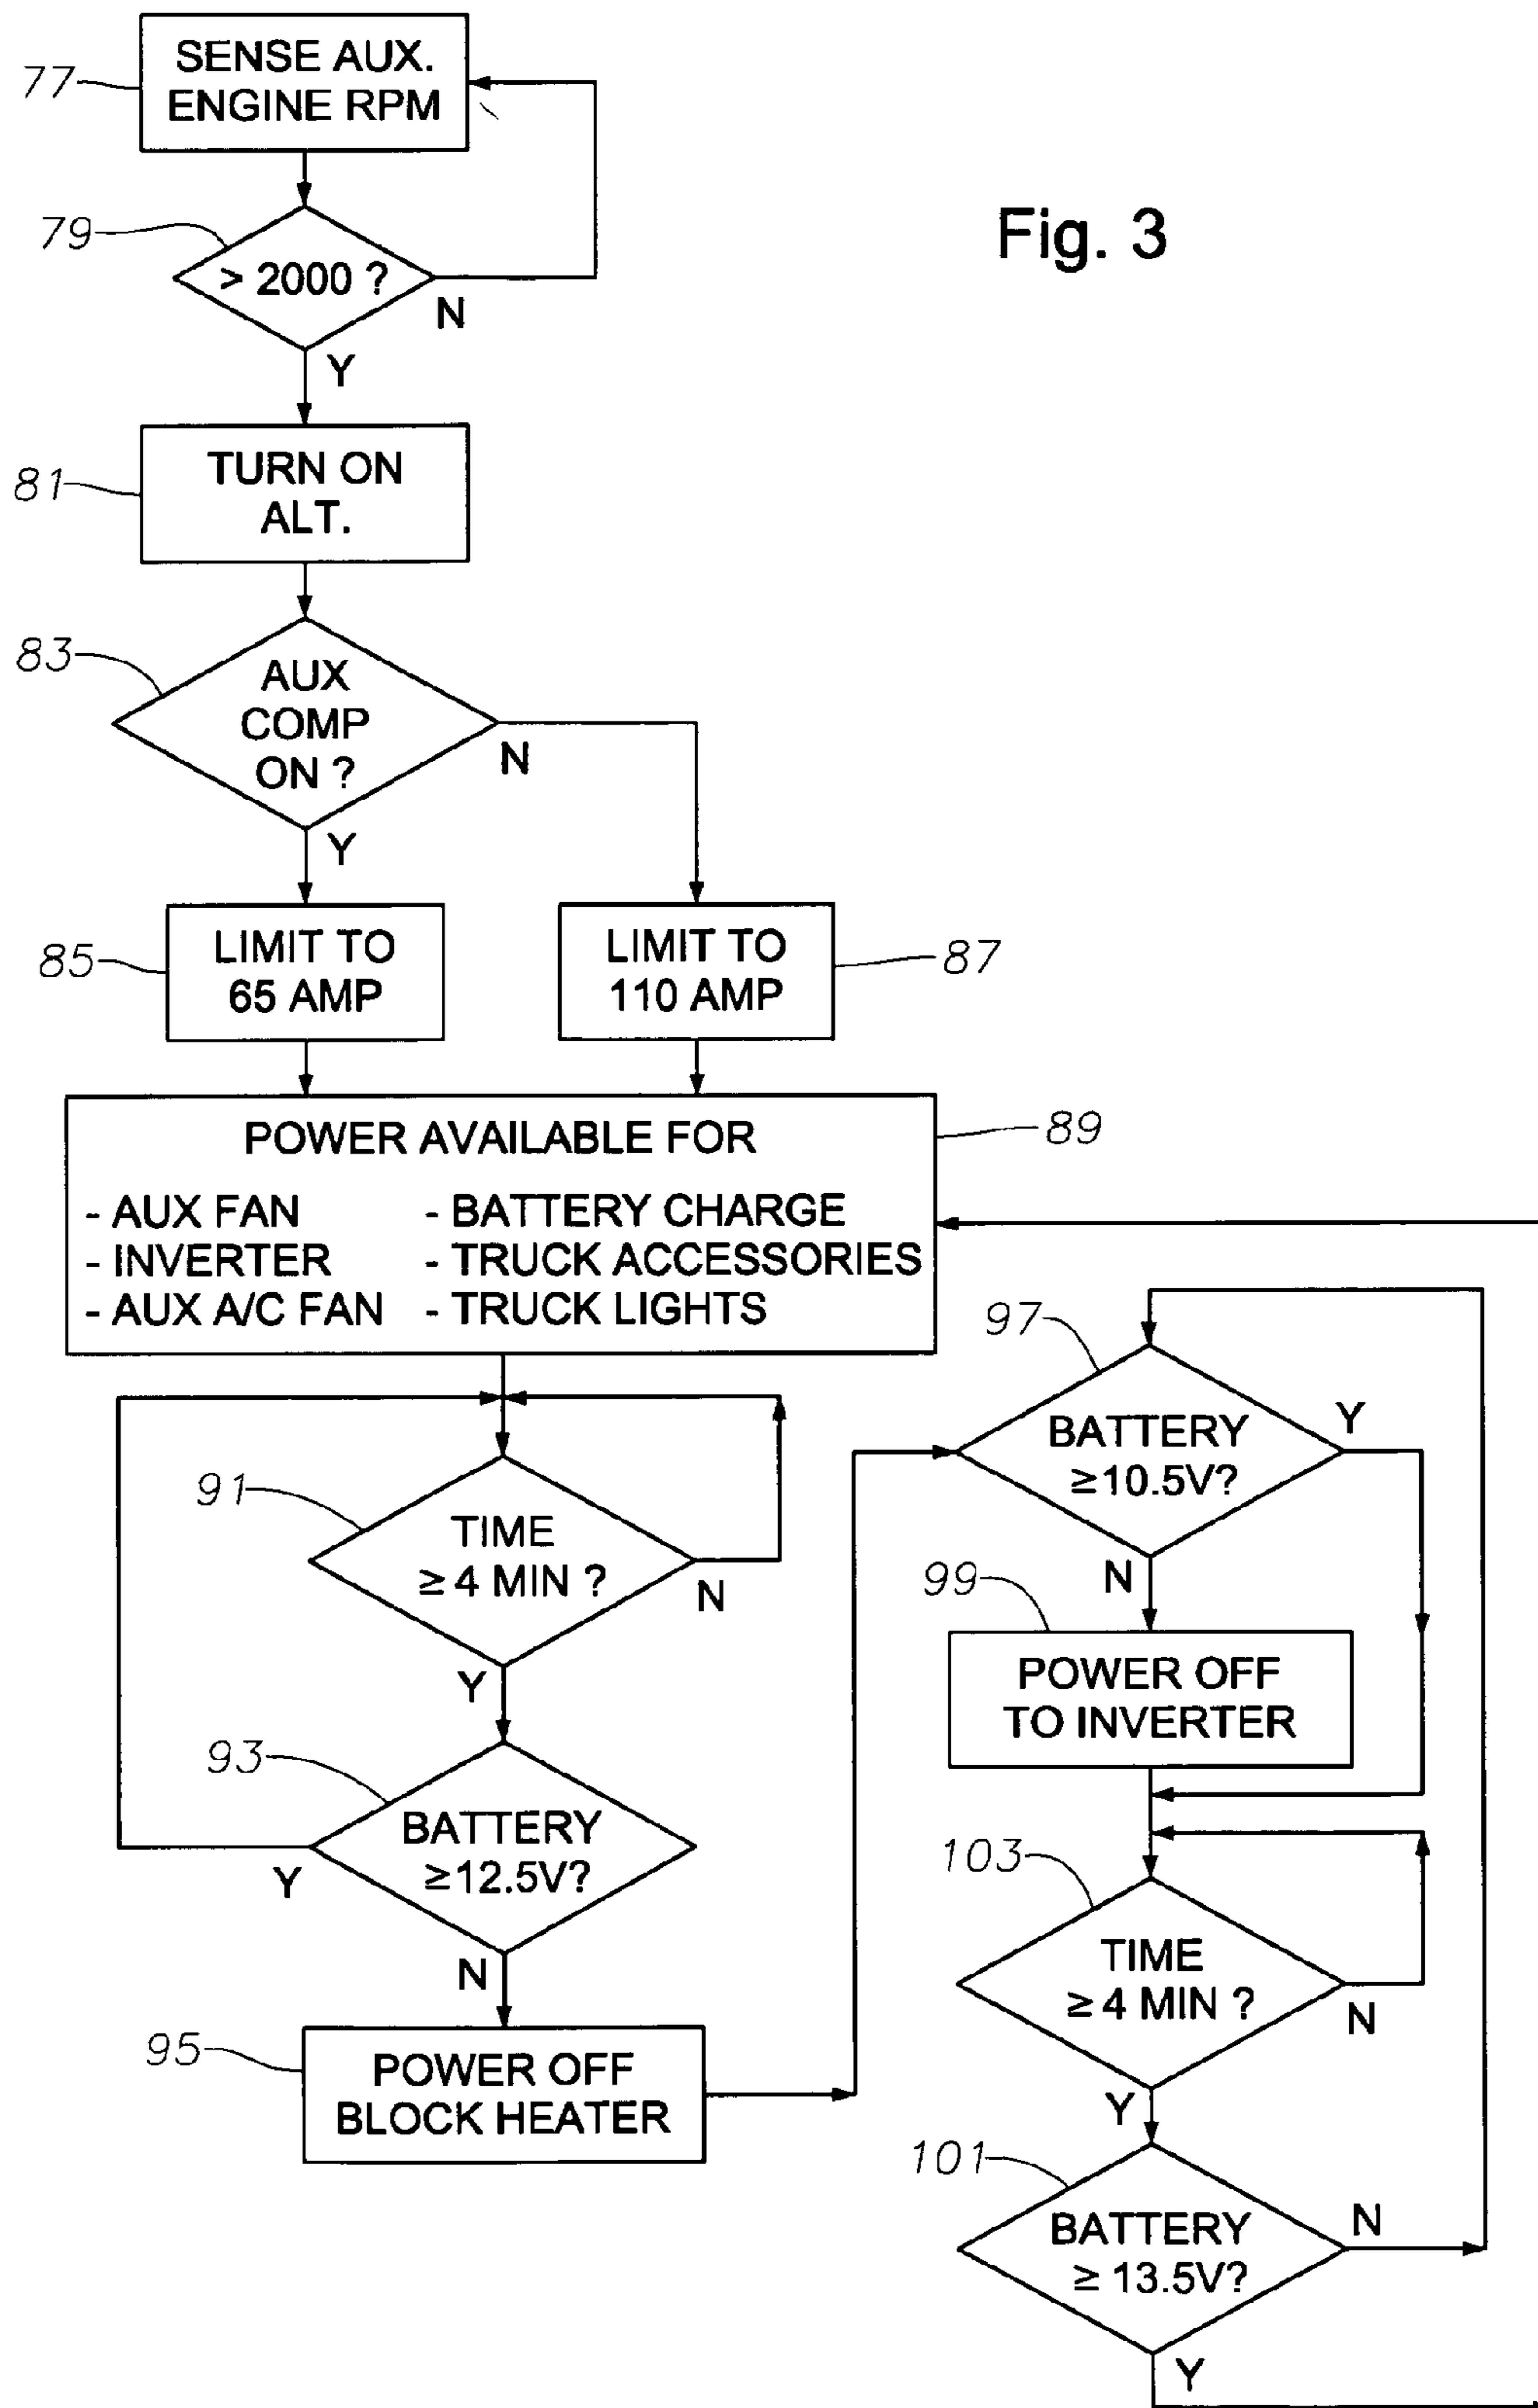 Fig. 3
77
SENSE AUX.
ENGINE RPM
79
> 2000 ?
N
Y
81
TURN ON
ALT.
83
AUX
COMP
ON ?
N
Y
85
LIMIT TO
65 AMP
LIMIT TO
110 AMP
87
POWER AVAILABLE FOR
89
- AUX FAN
- INVERTER
- AUX A/C FAN
- BATTERY CHARGE
- TRUCK ACCESSORIES
- TRUCK LIGHTS
91
TIME
≥ 4 MIN ?
N
Y
93
BATTERY
≥12.5V?
Y
N
95
POWER OFF
BLOCK HEATER
97
BATTERY
≥10.5V?
Y
N
99
POWER OFF
TO INVERTER
103
TIME
≥ 4 MIN ?
N
Y
101
BATTERY
≥ 13.5V?
N
Y